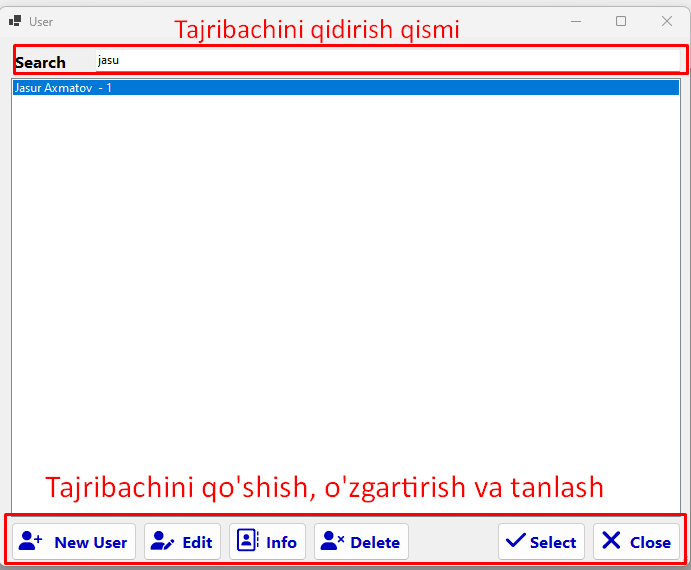 User
Tajribachini qidirish qismi
Search jasu
Jasur Axmatov - 1
Tajribachini qo'shish, o'zgartirish va tanlash
New User Edit Info Delete Select Close